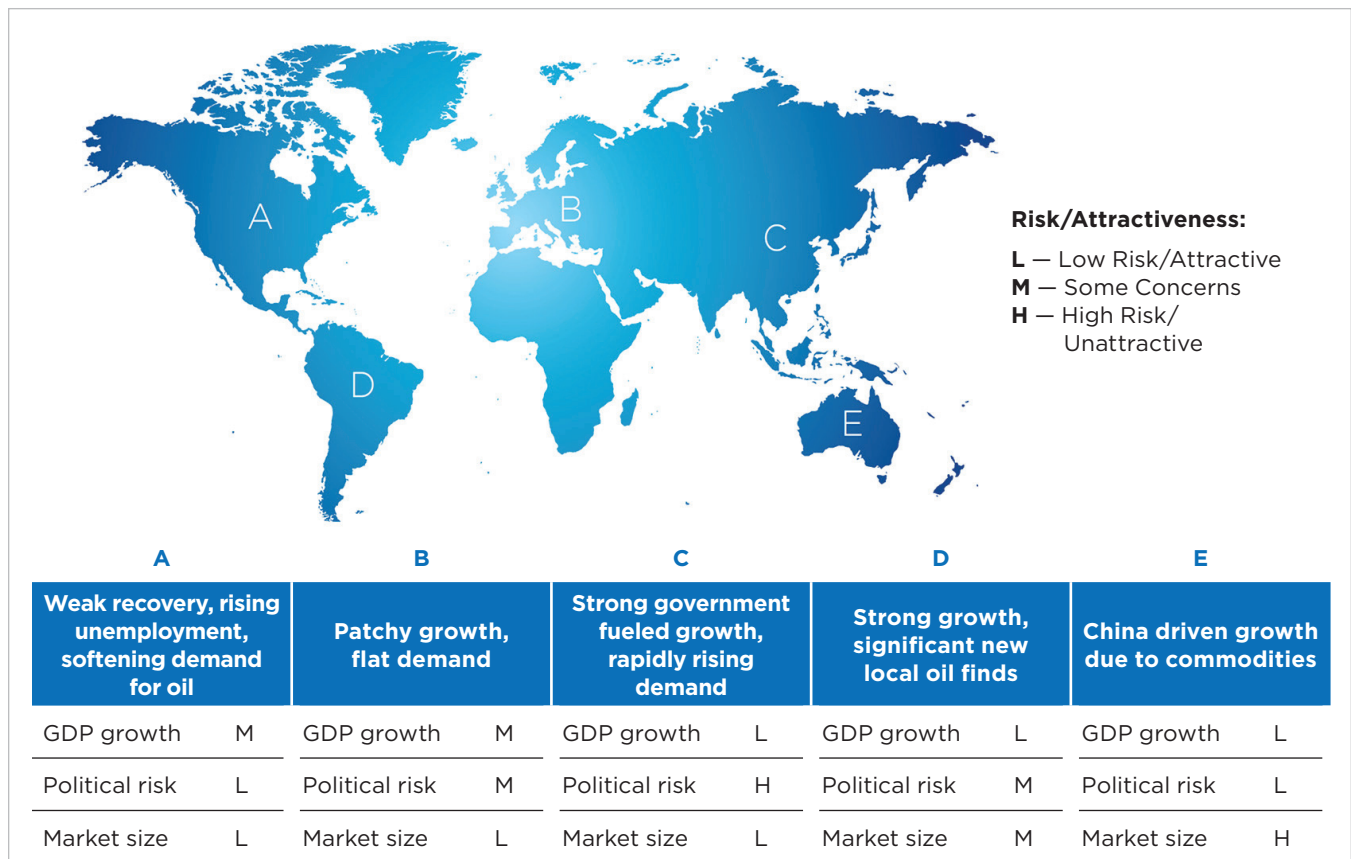 A
B
C
D
E
Risk/Attractiveness:
L — Low Risk/Attractive
M — Some Concerns
H — High Risk/
Unattractive
A
B
C
D
E
Weak recovery, rising
unemployment,
softening demand
for oil
Patchy growth,
flat demand
Strong government
fueled growth,
rapidly rising
demand
Strong growth,
significant new
local oil finds
China driven growth
due to commodities
GDP growth M
GDP growth M
GDP growth L
GDP growth L
GDP growth L
Political risk L
Political risk M
Political risk H
Political risk M
Political risk L
Market size L
Market size L
Market size L
Market size M
Market size H